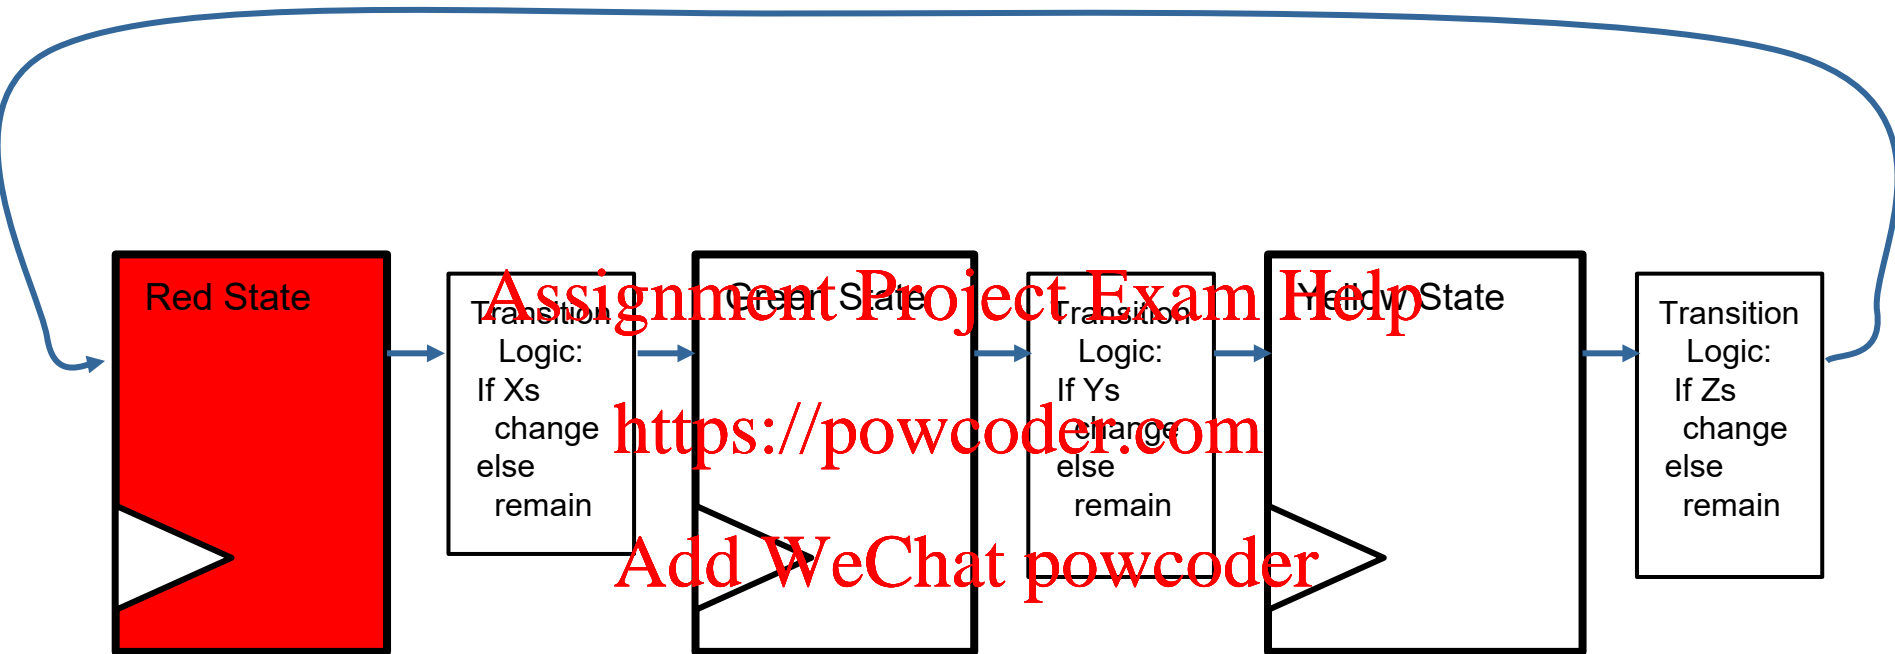 Red State
Transition
Logic:
If Xs
change
else
remain
Green State
Transition
Logic:
If Ys
change
else
remain
Yellow State
Transition
Logic:
If Zs
change
else
remain
Assignment Project Exam Help
https://powcoder.com
Add WeChat powcoder